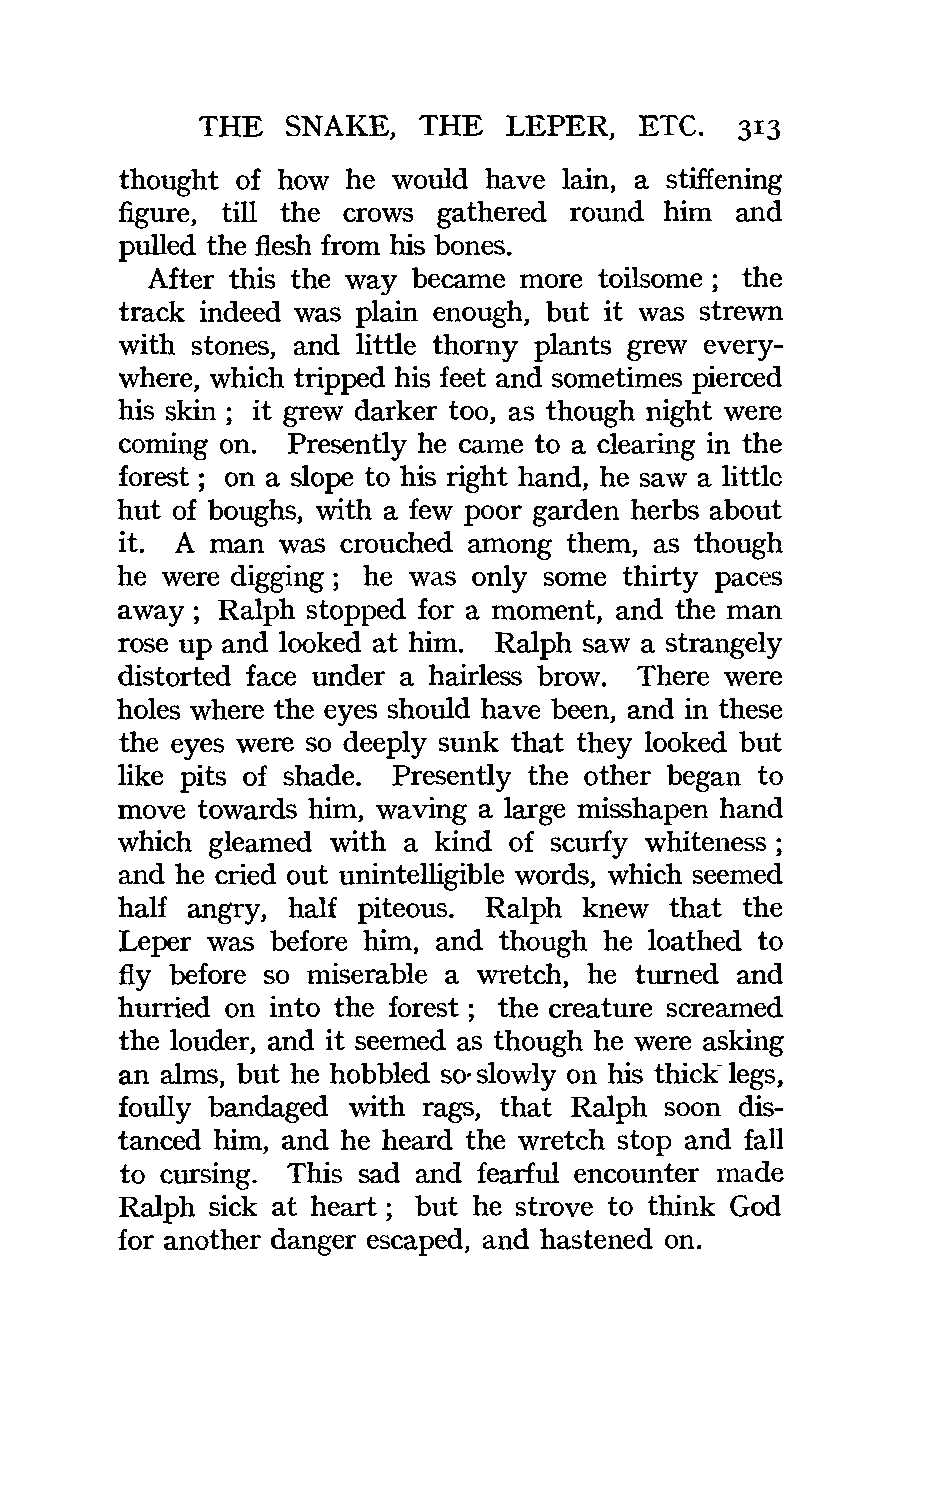 THE SNAKE, THE LEPER, ETC. 313
thought of how he would have lain, a stiffening
figure, till the crows gathered round him and
pulled the flesh from his bones.
After this the way became more toilsome ; the
track indeed was plain enough, but it was strewn
with stones, and little thorny plants grew every-
where, which tripped his feet and sometimes pierced
his skin ; it grew darker too, as though night were
coming on. Presently he came to a clearing in the
forest ; on a slope to his right hand, he saw a little
hut of boughs, with a few poor garden herbs about
it. A man was crouched among them, as though
he were digging ; he was only some thirty paces
away ; Ralph stopped for a moment, and the man
rose up and looked at him. Ralph saw a strangely
distorted face under a hairless brow. There were
holes where the eyes should have been, and in these
the eyes were so deeply sunk that they looked but
like pits of shade. Presently the other began to
move towards him, waving a large misshapen hand
which gleamed with a kind of scurfy whiteness ;
and he cried out unintelligible words, which seemed
half angry, half piteous. Ralph knew that the
Leper was before him, and though he loathed to
fly before so miserable a wretch, he turned and
hurried on into the forest ; the creature screamed
the louder, and it seemed as though he were asking
an alms, but he hobbled so slowly on his thick legs,
foully bandaged with rags, that Ralph soon dis-
tanced him, and he heard the wretch stop and fall
to cursing. This sad and fearful encounter made
Ralph sick at heart ; but he strove to think God
for another danger escaped, and hastened on.